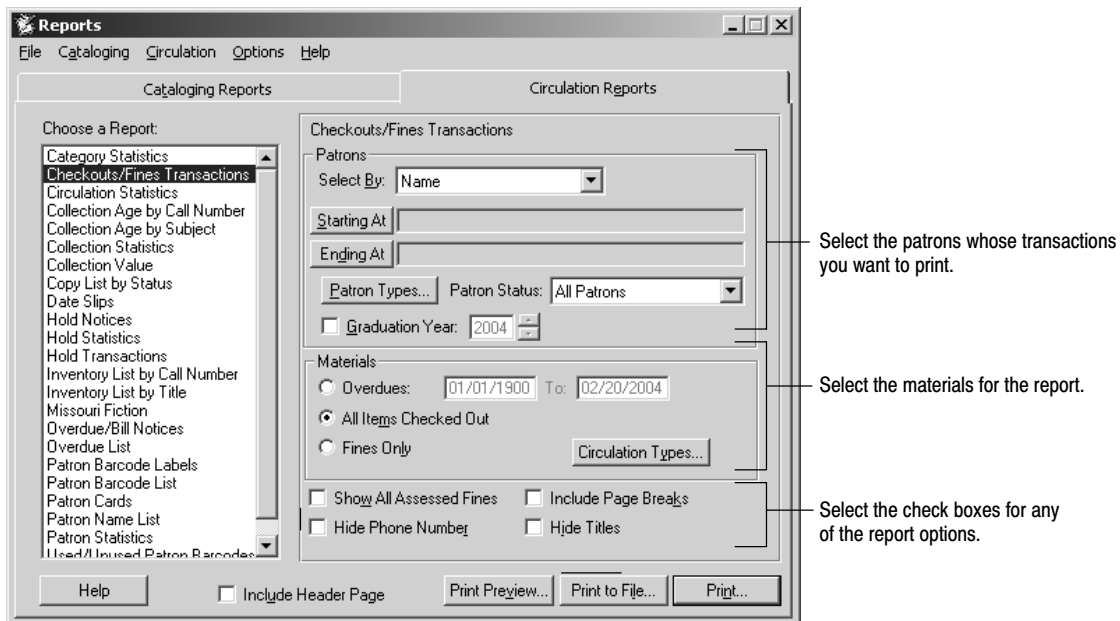 Reports
File Cataloging Circulation Options Help
Cataloging Reports
Circulation Reports
Choose a Report:
Category Statistics
Checkouts/Fines Transactions
Circulation Statistics
Collection Age by Call Number
Collection Age by Subject
Collection Statistics
Collection Value
Copy List by Status
Date Slips
Hold Notices
Hold Statistics
Hold Transactions
Inventory List by Call Number
Inventory List by Title
Missouri Fiction
Overdue/Bill Notices
Overdue List
Patron Barcode Labels
Patron Barcode List
Patron Cards
Patron Name List
Patron Statistics
Used/Unused Patron Barcodes
Checkouts/Fines Transactions
Patrons
Select By: Name
Starting At
Ending At
Patron Types... Patron Status: All Patrons
Graduation Year: 2004
Materials
Overdues: 01/01/1900 To: 02/20/2004
All Items Checked Out
Fines Only Circulation Types...
Show All Assessed Fines Include Page Breaks
Hide Phone Number Hide Titles
Help Include Header Page Print Preview... Print to File... Print...
Select the patrons whose transactions
you want to print.
Select the materials for the report.
Select the check boxes for any
of the report options.